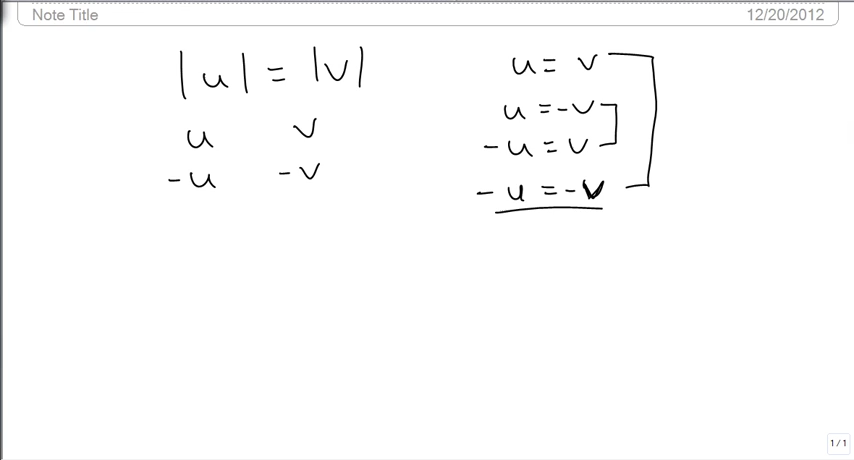 Note Title
12/20/2012
|u| = |v|
u v
-u -v
u = v
u = -v
-u = v
-u = -v
1 / 1